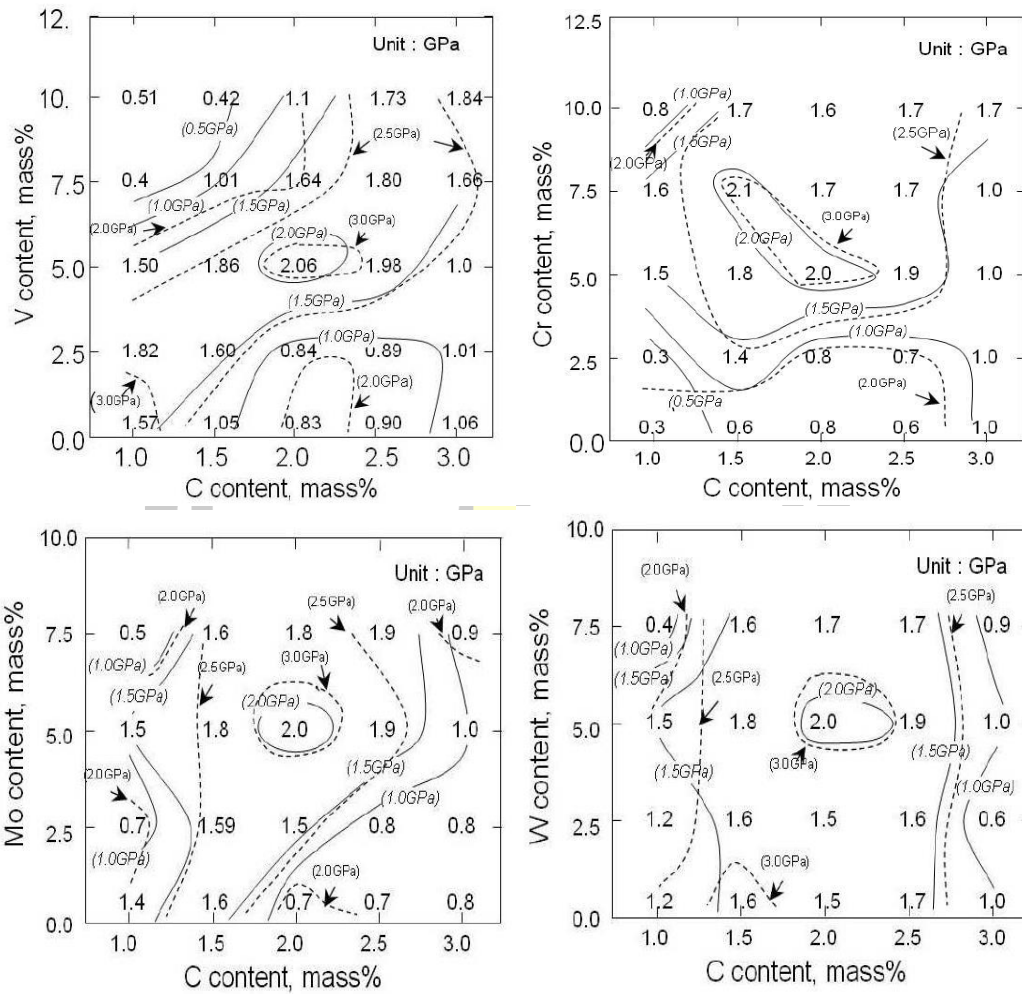 12.
Unit : GPa
0.51 0.42 1.1 1.73 1.84
10.
(0.5GPa)
(2.5GPa)
0.4 1.01 1.64 1.80 1.66
7.5
(1.0GPa) (1.5GPa)
(2.0GPa)
(3.0GPa)
(2.0GPa)
1.50 1.86 2.06 1.98 1.0
5.0
(1.5GPa)
(1.0GPa)
1.82 1.60 0.84 0.89 1.01
2.5
(2.0GPa)
(3.0GPa)
1.57 1.05 0.83 0.90 1.06
0.0
1.0 1.5 2.0 2.5 3.0
C content, mass%
V content, mass%
12.5
Unit : GPa
(1.0GPa)
10.0 0.8 1.7 1.6 1.7 1.7
(2.5GPa)
(1.5GPa)
(2.0GPa)
7.5 1.6 2.1 1.7 1.7 1.0
(3.0GPa)
(2.0GPa)
5.0 1.5 1.8 2.0 1.9 1.0
(1.5GPa)
(1.0GPa)
2.5 0.3 1.4 0.8 0.7 1.0
(2.0GPa)
(0.5GPa
0.0 0.3 0.6 0.8 0.6 1.0
1.0 1.5 2.0 2.5 3.0
C content, mass%
Cr content, mass%
10.0
Unit : GPa
(2.0GPa) (2.5GPa) (2.0GPa)
7.5 0.5 1.6 1.8 1.9 0.9
(1.0GPa) (2.5GPa) (3.0GPa)
(1.5GPa) (2.0GPa)
5.0 1.5 1.8 2.0 1.9 1.0
(1.5GPa)
(2.0GPa)
(1.0GPa)
2.5 0.7 1.59 1.5 0.8 0.8
(1.0GPa)
(2.0GPa)
1.4 1.6 0.7 0.7 0.8
0.0
1.0 1.5 2.0 2.5 3.0
C content, mass%
Mo content, mass%
10.0
Unit : GPa
(2.0GPa) (2.5GPa)
7.5 0.4 1.6 1.7 1.7 0.9
(1.0GPa)
(1.5GPa) (2.5GPa) (2.0GPa)
5.0 1.5 1.8 2.0 1.9 1.0
(1.5GPa)
(1.5GPa) (3.0GPa)
(1.0GPa)
2.5 1.2 1.6 1.5 1.6 0.6
(3.0GPa)
1.2 1.6 1.5 1.7 1.0
0.0
1.0 1.5 2.0 2.5 3.0
C content, mass%
W content, mass%